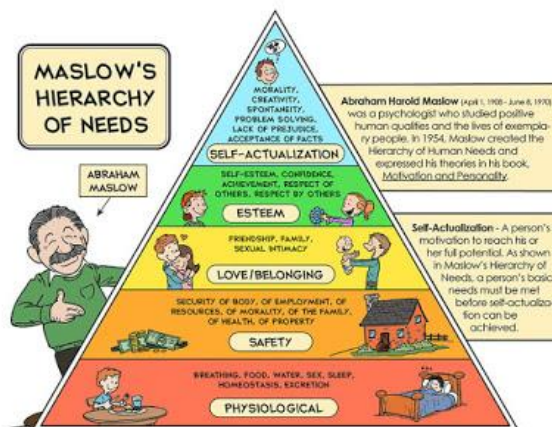 MASLOW'S
HIERARCHY
OF NEEDS
ABRAHAM
MASLOW
MORALITY,
CREATIVITY,
SPONTANEITY,
PROBLEM SOLVING,
LACK OF PREJUDICE,
ACCEPTANCE OF FACTS
SELF-ACTUALIZATION
SELF-ESTEEM, CONFIDENCE,
ACHIEVEMENT, RESPECT OF
OTHERS, RESPECT BY OTHERS
ESTEEM
FRIENDSHIP, FAMILY,
SEXUAL INTIMACY
LOVE/BELONGING
SECURITY OF BODY, OF EMPLOYMENT, OF
RESOURCES, OF MORALITY, OF THE FAMILY,
OF HEALTH, OF PROPERTY
SAFETY
BREATHING, FOOD, WATER, SEX, SLEEP,
HOMEOSTASIS, EXCRETION
PHYSIOLOGICAL
Abraham Harold Maslow (April 1, 1908 - June 8, 1970)
was a psychologist who studied positive
human qualities and the lives of exempla-
ry people. In 1954, Maslow created the
Hierarchy of Human Needs and
expressed his theories in his book,
Motivation and Personality.
Self-Actualization - A person's
motivation to reach his or
her full potential. As shown
in Maslow's Hierarchy of
Needs, a person's basic
needs must be met
before self-actualiza-
tion can be
achieved.